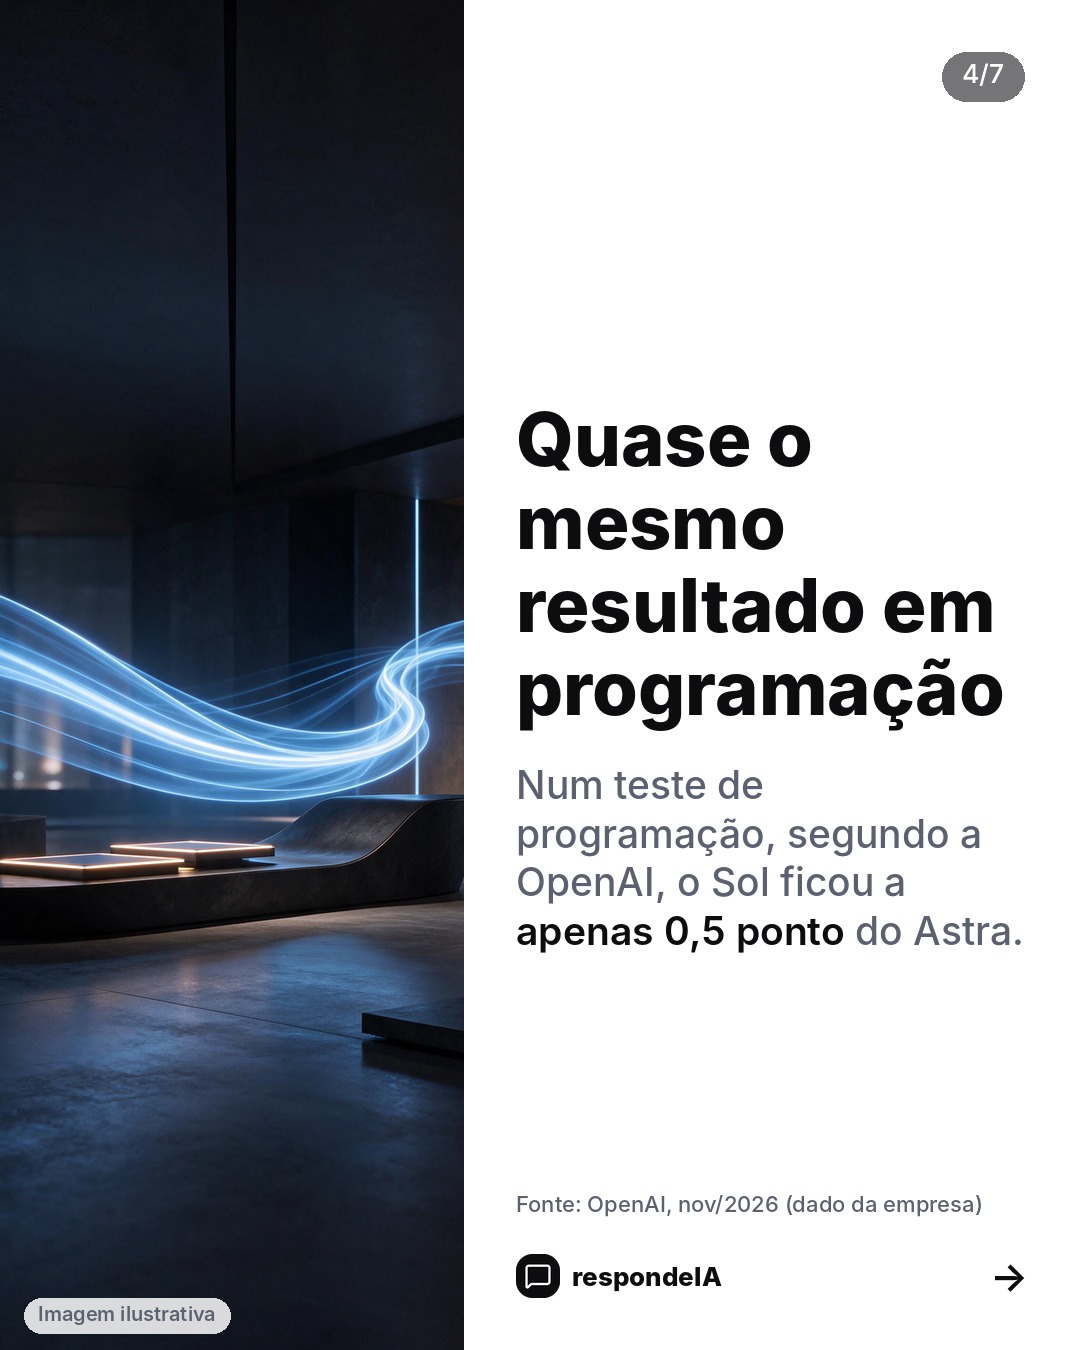 4/7
Quase o
mesmo
resultado em
programação
Num teste de
programação, segundo a
OpenAI, o Sol ficou a
apenas 0,5 ponto do Astra.
Fonte: OpenAI, nov/2026 (dado da empresa)
respondeIA
Imagem ilustrativa